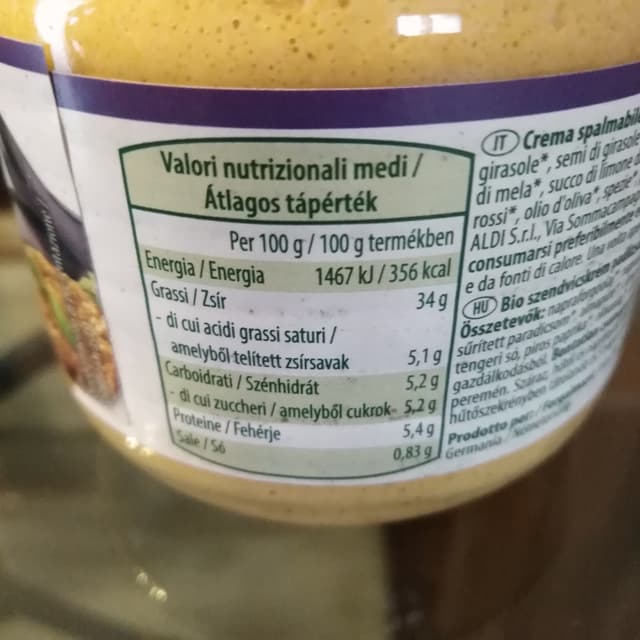 Valori nutrizionali medi /
Átlagos tápérték
Per 100 g / 100 g termékben
Energia / Energia 1467 kJ / 356 kcal
Grassi / Zsír 34 g
- di cui acidi grassi saturi /
amelyből telített zsírsavak 5,1 g
Carboidrati / Szénhidrát 5,2 g
- di cui zuccheri / amelyből cukrok 5,2 g
Proteine / Fehérje 5,4 g
Sale / Só 0,83 g
IT Crema spalmabile
girasole*, semi di girasole
di mela*, succo di limone
rossi*, olio d'oliva*, spezie*
ALDI S.r.l., Via Sommacampagna
consumarsi preferibilmente
e da fonti di calore. Una volta
HU Bio szendvicskrém
Összetevők: napraforgóolaj
sűrített paradicsom
tengeri só, piros paprika
gazdálkodásból.
peremén. Száraz
hűtőszekrényben
Prodotto per
Germania